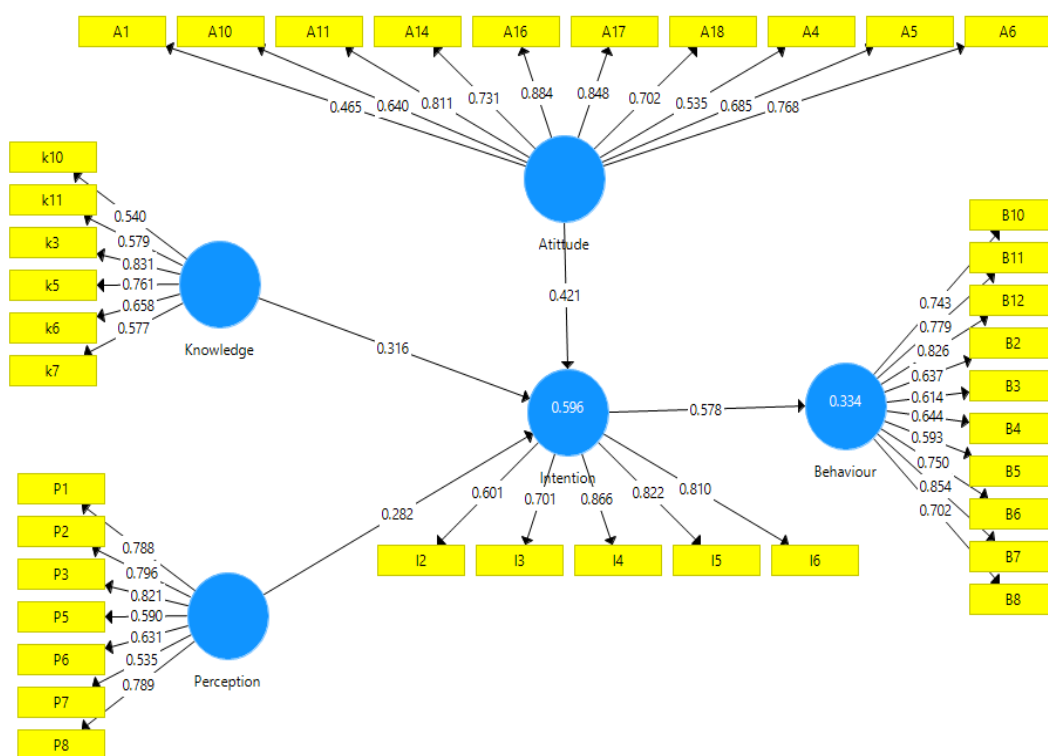 A1 A10 A11 A14 A16 A17 A18 A4 A5 A6
0.465 0.640 0.811 0.731 0.884 0.848 0.702 0.535 0.685 0.768
Atittude
k10
k11
k3
k5
k6
k7
0.540
0.579
0.831
0.761
0.658
0.577
Knowledge
0.421
0.316
0.282
P1
P2
P3
P5
P6
P7
P8
0.788
0.796
0.821
0.590
0.631
0.535
0.789
Perception
0.596
Intention
0.601 0.701 0.866 0.822 0.810
I2 I3 I4 I5 I6
0.578
0.334
Behaviour
0.743
0.779
0.826
0.637
0.614
0.644
0.593
0.750
0.854
0.702
B10
B11
B12
B2
B3
B4
B5
B6
B7
B8